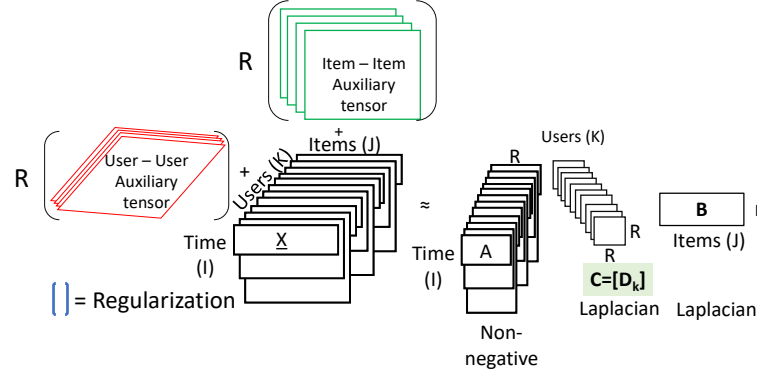 R
Item – Item
Auxiliary
tensor
R
User – User
Auxiliary
tensor
+
+
Users (K)
Items (J)
Time
(I)
X
≈
R
Time
(I)
A
Non-
negative
Users (K)
R
R
C=[D_k]
Laplacian
B
Items (J)
Laplacian
[ ] = Regularization